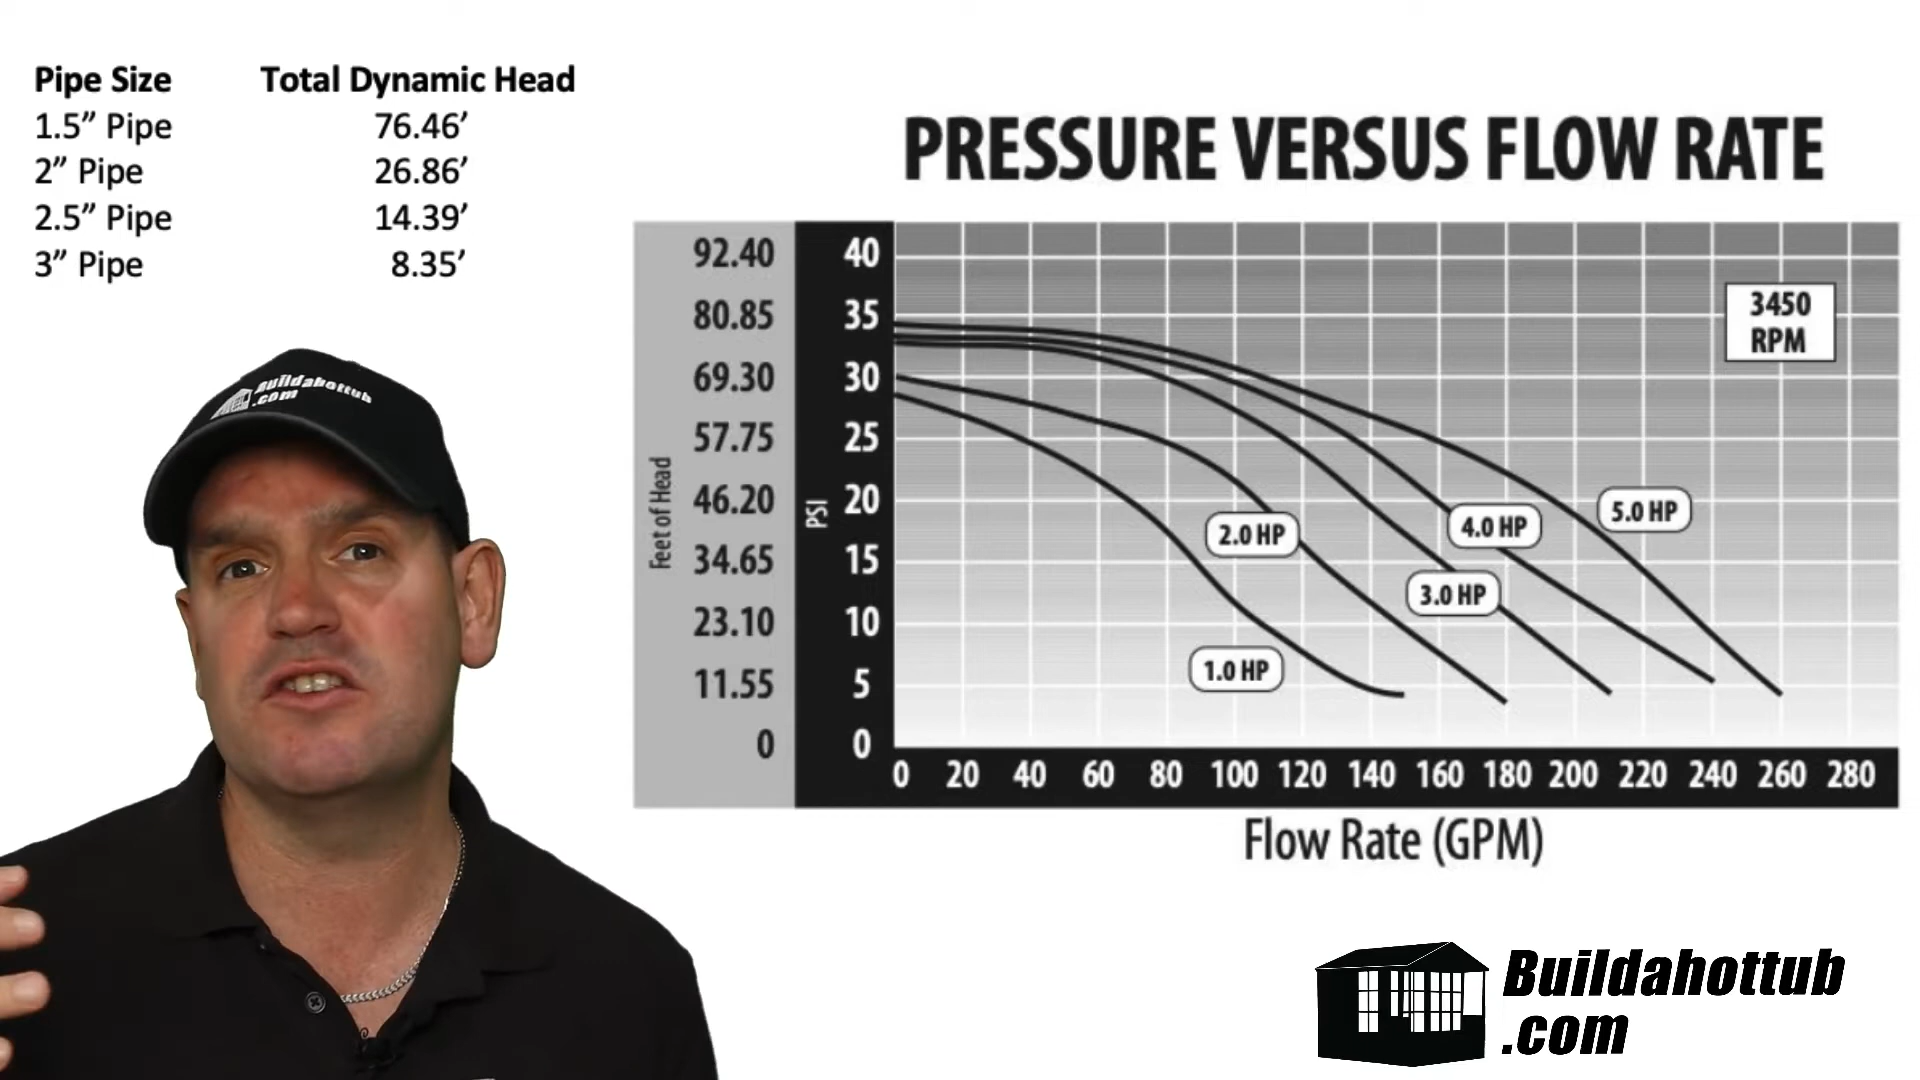 Pipe Size Total Dynamic Head
1.5” Pipe 76.46’
2” Pipe 26.86’
2.5” Pipe 14.39’
3” Pipe 8.35’
PRESSURE VERSUS FLOW RATE
92.40 40
80.85 35
69.30 30
57.75 25
46.20 20
34.65 15
23.10 10
11.55 5
0 0
Feet of Head
PSI
3450
RPM
5.0 HP
4.0 HP
2.0 HP
3.0 HP
1.0 HP
0 20 40 60 80 100 120 140 160 180 200 220 240 260 280
Flow Rate (GPM)
Buildahottub
.com
Buildahottub
.com